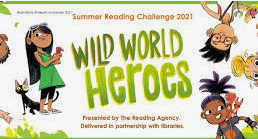 Summer Reading Challenge 2021
WILD WORLD
HeRoes
Presented by The Reading Agency.
Delivered in partnership with libraries.